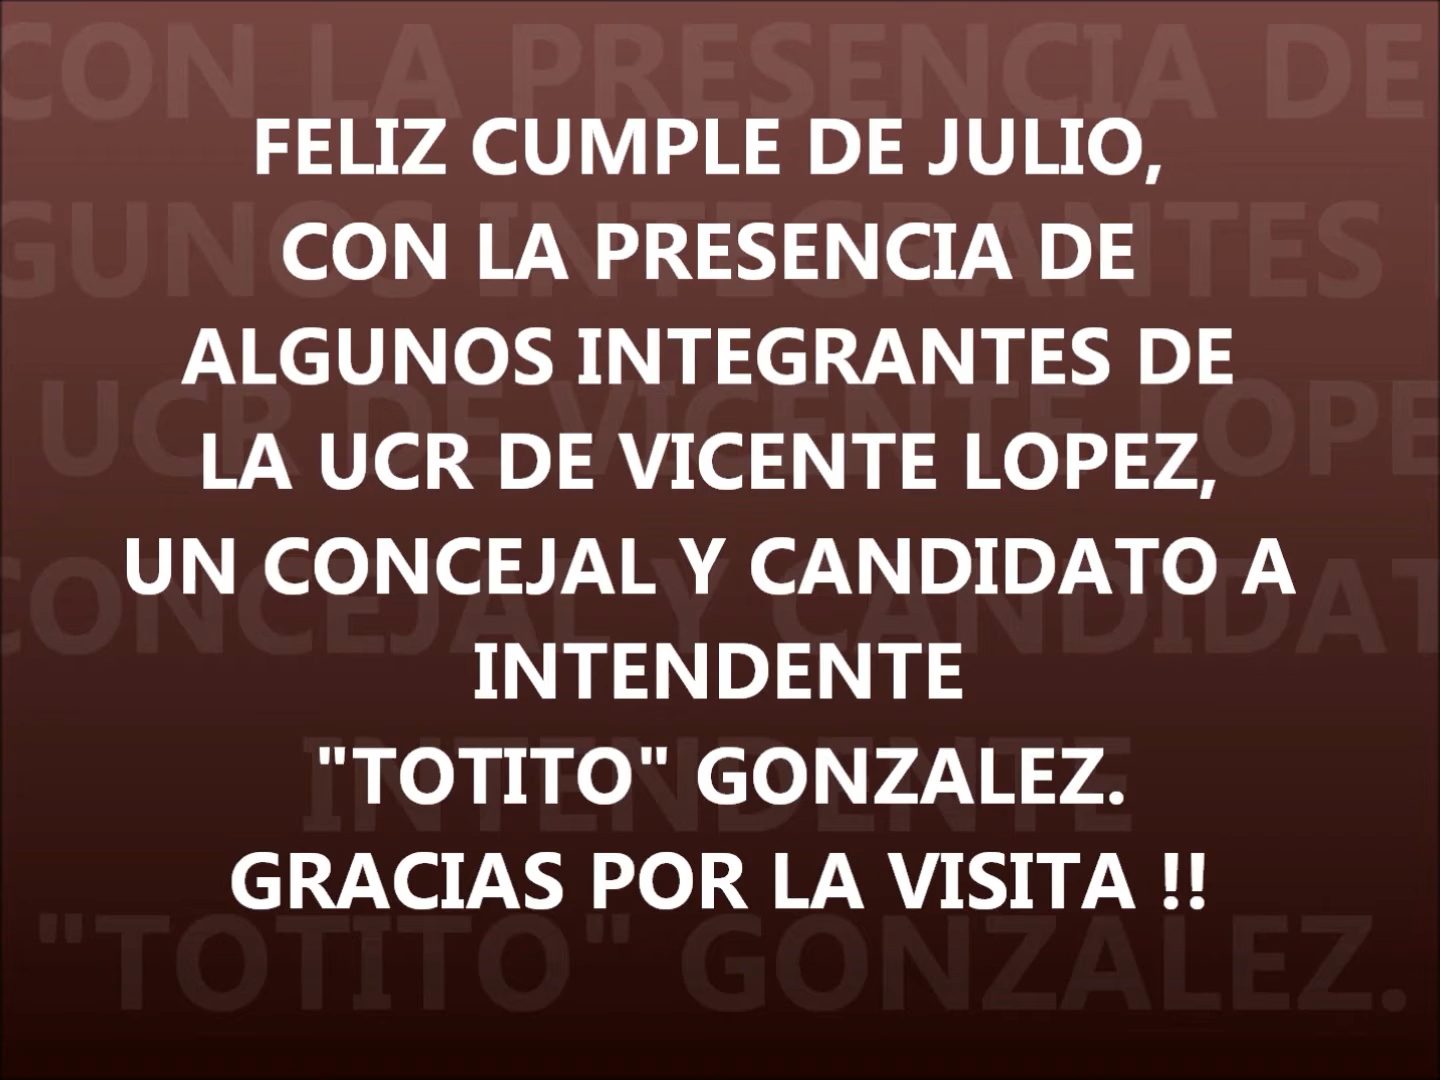 FELIZ CUMPLE DE JULIO,
CON LA PRESENCIA DE
ALGUNOS INTEGRANTES DE
LA UCR DE VICENTE LOPEZ,
UN CONCEJAL Y CANDIDATO A
INTENDENTE
"TOTITO" GONZALEZ.
GRACIAS POR LA VISITA !!